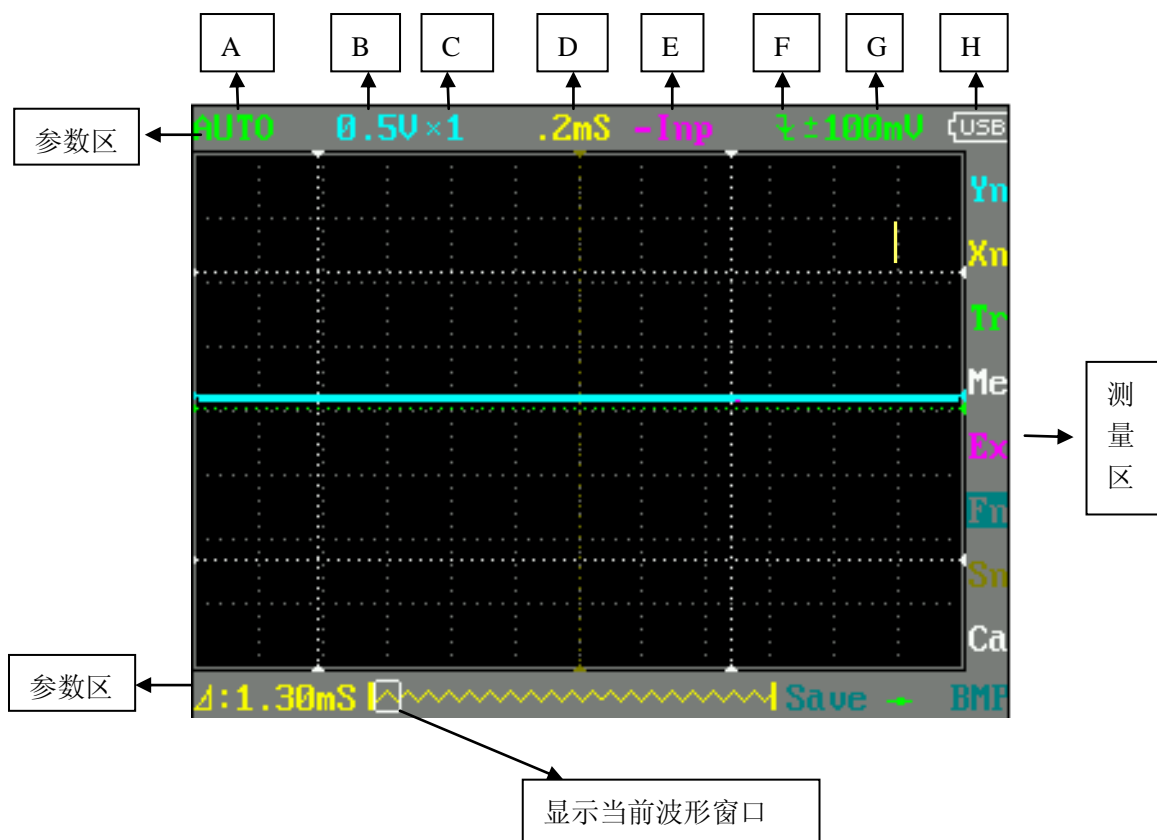 A B C D E F G H
参数区
AUTO 0.5V×1 .2mS -Inp ±100mV USB
Yn
Xn
Tr
Me
Ex
Fn
Sn
Ca
测
量
区
参数区
⊿:1.30mS Save BMP
显示当前波形窗口